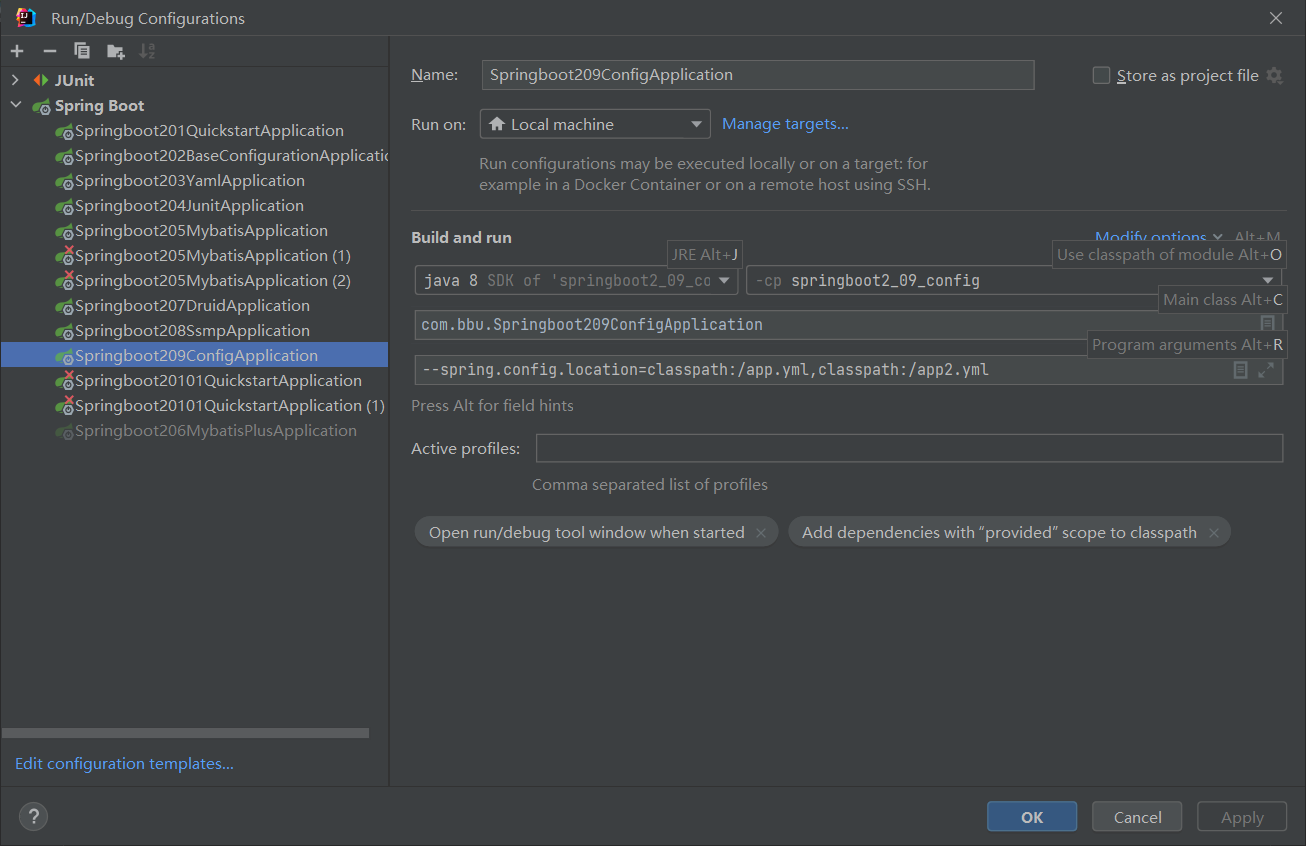 Run/Debug Configurations
JUnit
Spring Boot
Springboot201QuickstartApplication
Springboot202BaseConfigurationApplicatio
Springboot203YamlApplication
Springboot204JunitApplication
Springboot205MybatisApplication
Springboot205MybatisApplication (1)
Springboot205MybatisApplication (2)
Springboot207DruidApplication
Springboot208SsmpApplication
Springboot209ConfigApplication
Springboot20101QuickstartApplication
Springboot20101QuickstartApplication (1)
Springboot206MybatisPlusApplication
Edit configuration templates...
Name: Springboot209ConfigApplication Store as project file
Run on: Local machine Manage targets...
Run configurations may be executed locally or on a target: for
example in a Docker Container or on a remote host using SSH.
Build and run Modify options Alt+M
JRE Alt+J Use classpath of module Alt+O
java 8 SDK of 'springboot2_09_co -cp springboot2_09_config
Main class Alt+C
com.bbu.Springboot209ConfigApplication
Program arguments Alt+R
--spring.config.location=classpath:/app.yml,classpath:/app2.yml
Press Alt for field hints
Active profiles:
Comma separated list of profiles
Open run/debug tool window when started Add dependencies with “provided” scope to classpath
? OK Cancel Apply